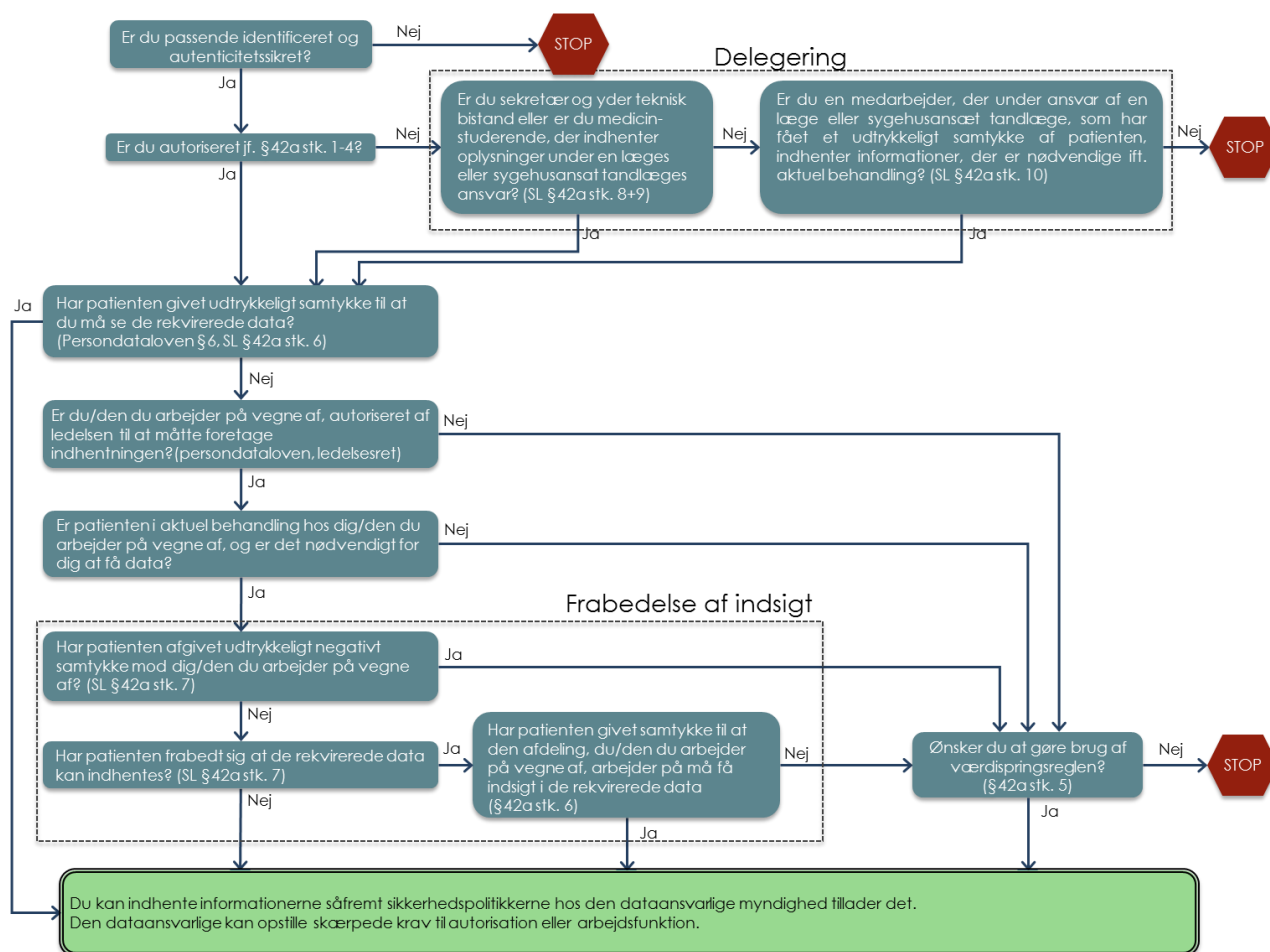 Er du passende identificeret og
autenticitetssikret?
Nej
STOP
Ja
Delegering
Er du autoriseret jf. §42a stk. 1-4?
Nej
Ja
Er du sekretær og yder teknisk
bistand eller er du medicin-
studerende, der indhenter
oplysninger under en læges
eller sygehusansat tandlæges
ansvar? (SL §42a stk. 8+9)
Nej
Ja
Er du en medarbejder, der under ansvar af en
læge eller sygehusansæt tandlæge, som har
fået et udtrykkeligt samtykke af patienten,
indhenter informationer, der er nødvendige ift.
aktuel behandling? (SL §42a stk. 10)
Nej
STOP
Ja
Har patienten givet udtrykkeligt samtykke til at
du må se de rekvirerede data?
(Persondataloven §6, SL §42a stk. 6)
Ja
Nej
Er du/den du arbejder på vegne af, autoriseret af
ledelsen til at måtte foretage
indhentningen?(persondataloven, ledelsesret)
Nej
Ja
Er patienten i aktuel behandling hos dig/den du
arbejder på vegne af, og er det nødvendigt for
dig at få data?
Nej
Ja
Frabedelse af indsigt
Har patienten afgivet udtrykkeligt negativt
samtykke mod dig/den du arbejder på vegne
af? (SL §42a stk. 7)
Ja
Nej
Har patienten frabedt sig at de rekvirerede data
kan indhentes? (SL §42a stk. 7)
Ja
Nej
Har patienten givet samtykke til at
den afdeling, du/den du arbejder
på vegne af, arbejder på må få
indsigt i de rekvirerede data
(§42a stk. 6)
Nej
Ja
Ønsker du at gøre brug af
værdispringsreglen?
(§42a stk. 5)
Nej
STOP
Ja
Du kan indhente informationerne såfremt sikkerhedspolitikkerne hos den dataansvarlige myndighed tillader det.
Den dataansvarlige kan opstille skærpede krav til autorisation eller arbejdsfunktion.